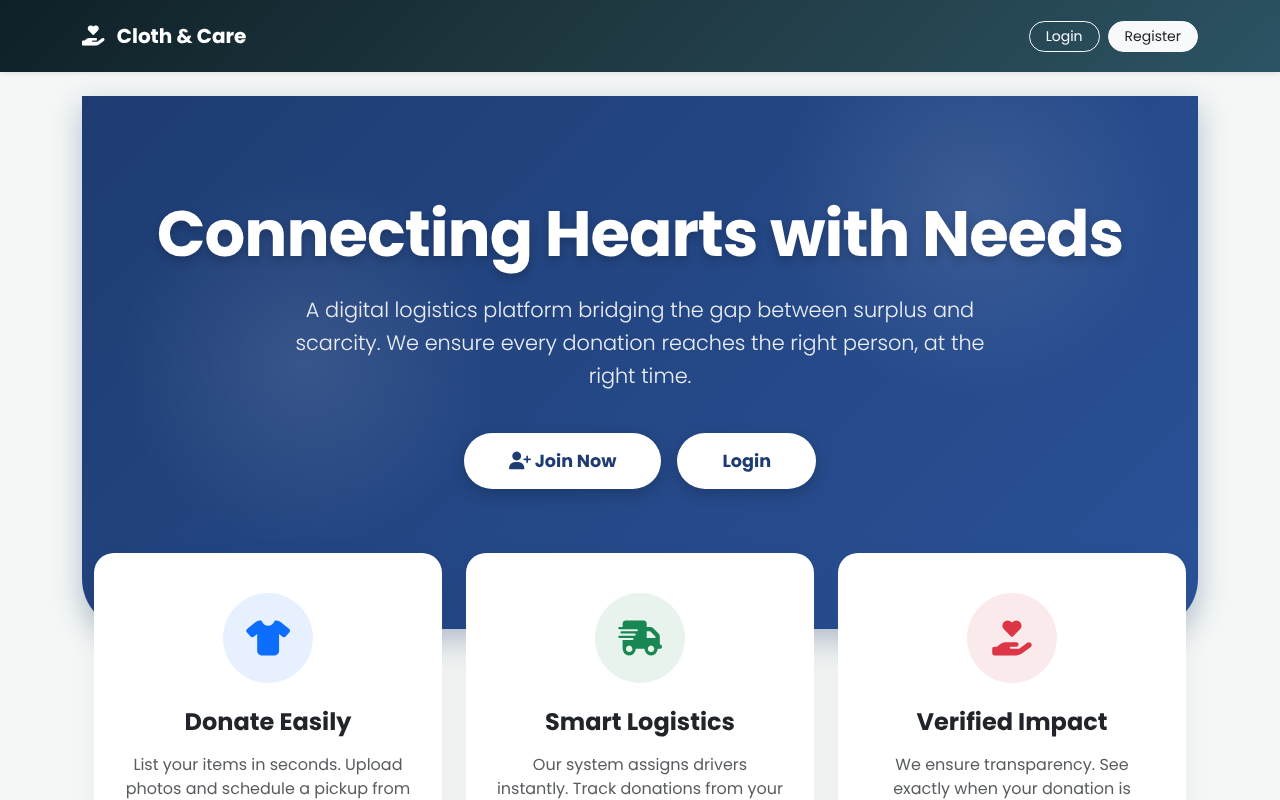 Cloth & Care
Login
Register
Connecting Hearts with Needs
A digital logistics platform bridging the gap between surplus and
scarcity. We ensure every donation reaches the right person, at the
right time.
Join Now
Login
Donate Easily
List your items in seconds. Upload
photos and schedule a pickup from
Smart Logistics
Our system assigns drivers
instantly. Track donations from your
Verified Impact
We ensure transparency. See
exactly when your donation is